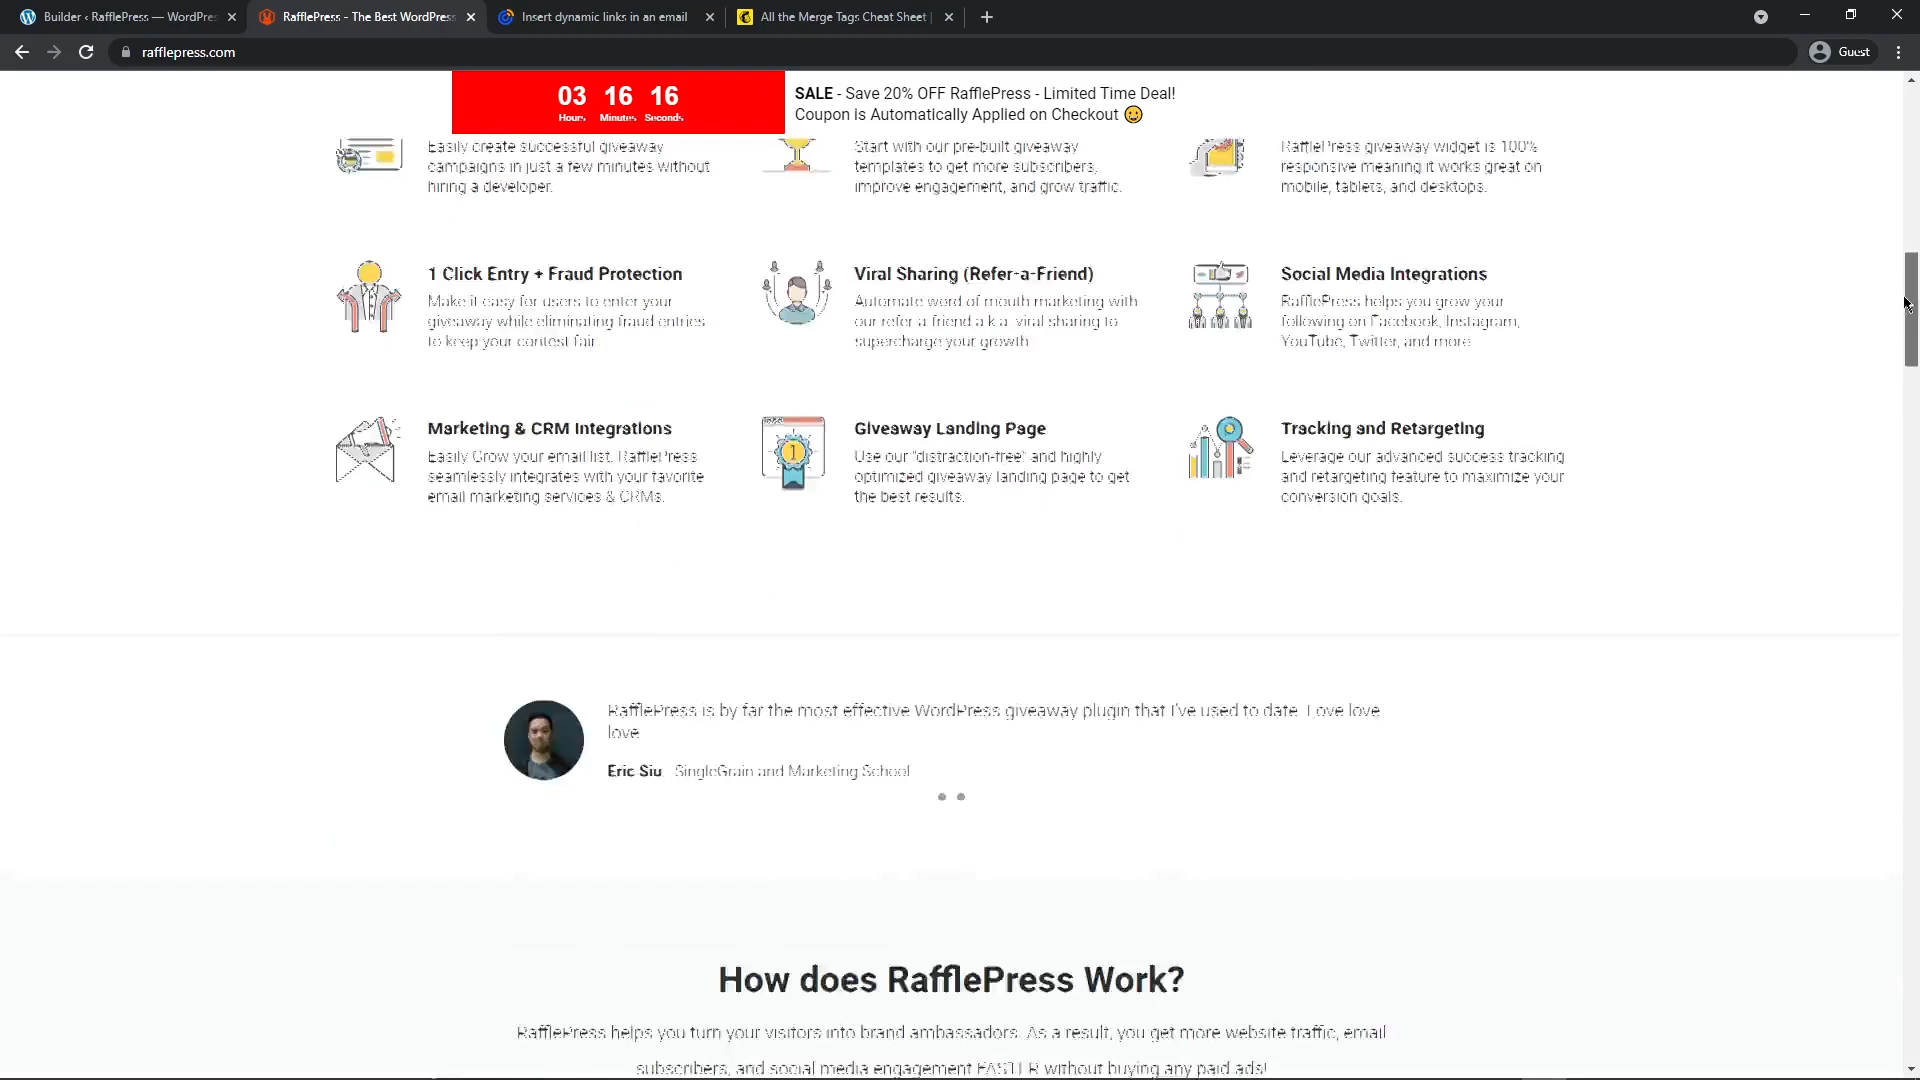 Builder ‹ RafflePress — WordPres
RafflePress - The Best WordPress
Insert dynamic links in an email
All the Merge Tags Cheat Sheet |
rafflepress.com
Guest
03 16 16
Hours Minutes Seconds
SALE - Save 20% OFF RafflePress - Limited Time Deal!
Coupon is Automatically Applied on Checkout 😀
Easily create successful giveaway
campaigns in just a few minutes without
hiring a developer.
Start with our pre-built giveaway
templates to get more subscribers,
improve engagement, and grow traffic.
RafflePress giveaway widget is 100%
responsive meaning it works great on
mobile, tablets, and desktops.
1 Click Entry + Fraud Protection
Make it easy for users to enter your
giveaway while eliminating fraud entries
to keep your contest fair.
Viral Sharing (Refer-a-Friend)
Automate word of mouth marketing with
our refer a friend a.k.a. viral sharing to
supercharge your growth.
Social Media Integrations
RafflePress helps you grow your
following on Facebook, Instagram,
YouTube, Twitter, and more.
Marketing & CRM Integrations
Easily Grow your email list. RafflePress
seamlessly integrates with your favorite
email marketing services & CRMs.
Giveaway Landing Page
Use our "distraction-free" and highly
optimized giveaway landing page to get
the best results.
Tracking and Retargeting
Leverage our advanced success tracking
and retargeting feature to maximize your
conversion goals.
RafflePress is by far the most effective WordPress giveaway plugin that I've used to date. Love love
love.
Eric Siu SingleGrain and Marketing School
How does RafflePress Work?
RafflePress helps you turn your visitors into brand ambassadors. As a result, you get more website traffic, email
subscribers, and social media engagement FASTER without buying any paid ads!